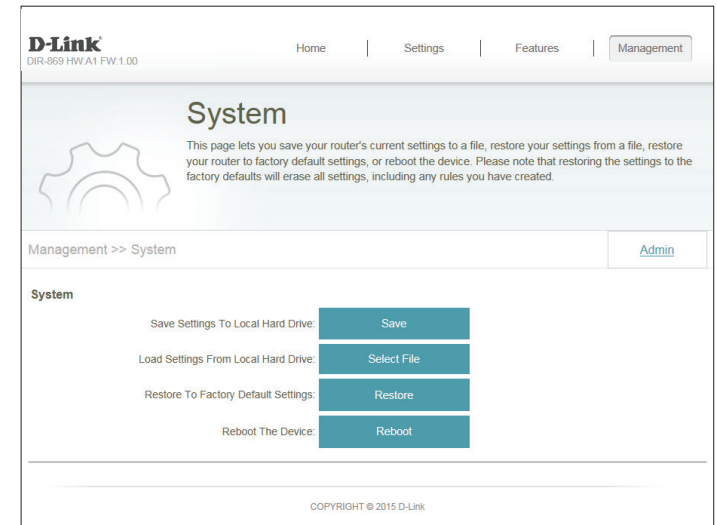 D-Link
DIR-869 HW:A1 FW:1.00
Home
Settings
Features
Management
System
This page lets you save your router's current settings to a file, restore your settings from a file, restore
your router to factory default settings, or reboot the device. Please note that restoring the settings to the
factory defaults will erase all settings, including any rules you have created.
Management >> System
Admin
System
Save Settings To Local Hard Drive: Save
Load Settings From Local Hard Drive: Select File
Restore To Factory Default Settings: Restore
Reboot The Device: Reboot
COPYRIGHT © 2015 D-Link